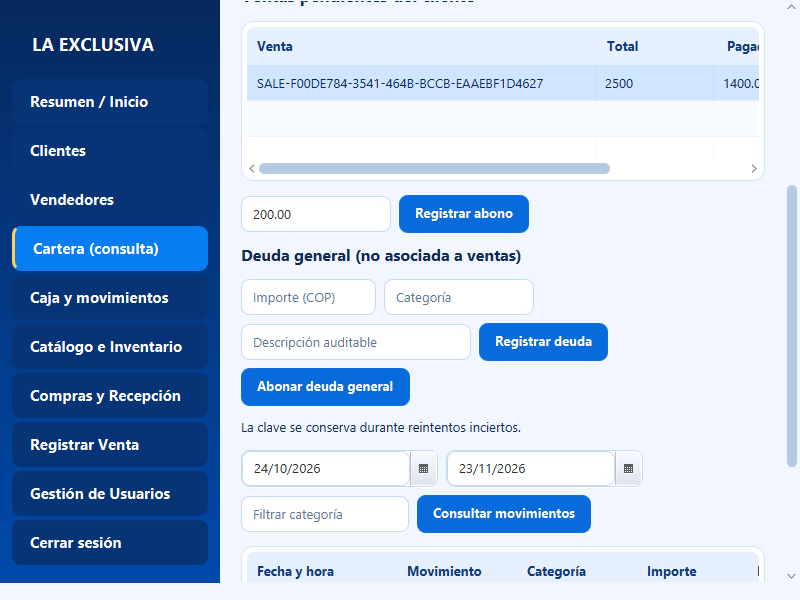 LA EXCLUSIVA
Resumen / Inicio
Clientes
Vendedores
Cartera (consulta)
Caja y movimientos
Catálogo e Inventario
Compras y Recepción
Registrar Venta
Gestión de Usuarios
Cerrar sesión
Venta Total
SALE-F00DE784-3541-464B-BCCB-EAAEBF1D4627 2500 1400.0
200.00 Registrar abono
Deuda general (no asociada a ventas)
Importe (COP) Categoría
Descripción auditable Registrar deuda
Abonar deuda general
La clave se conserva durante reintentos inciertos.
24/10/2026 23/11/2026
Filtrar categoría Consultar movimientos
Fecha y hora Movimiento Categoría Importe